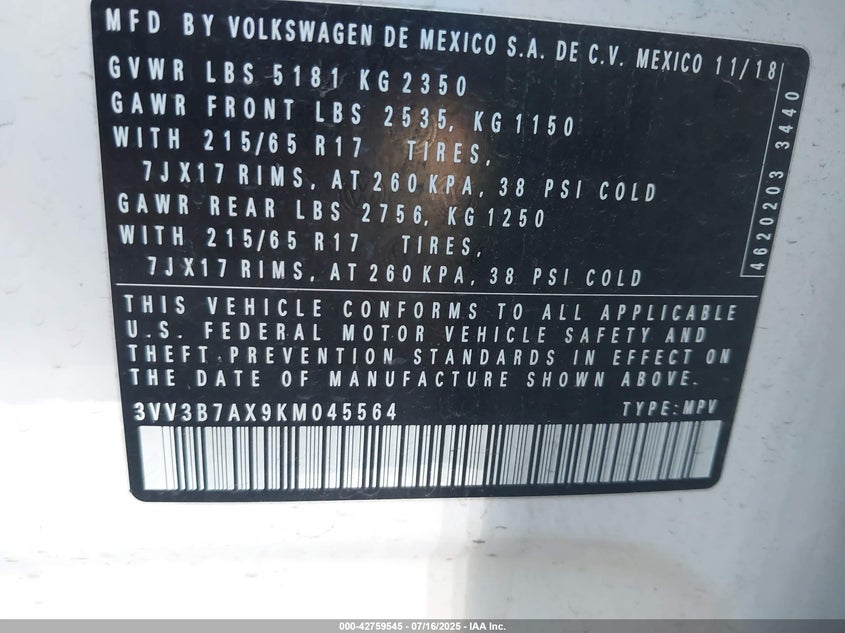 MFD BY VOLKSWAGEN DE MEXICO S.A. DE C.V. MEXICO 11/18
GVWR LBS 5181 KG 2350
GAWR FRONT LBS 2535, KG 1150
WITH 215/65 R17 TIRES,
7JX17 RIMS, AT 260 KPA, 38 PSI COLD
GAWR REAR LBS 2756, KG 1250
WITH 215/65 R17 TIRES,
7JX17 RIMS, AT 260 KPA, 38 PSI COLD
4620203 3440
THIS VEHICLE CONFORMS TO ALL APPLICABLE
U.S. FEDERAL MOTOR VEHICLE SAFETY AND
THEFT PREVENTION STANDARDS IN EFFECT ON
THE DATE OF MANUFACTURE SHOWN ABOVE.
3VV3B7AX9KM045564 TYPE: MPV
000-42759545 - 07/16/2025 - IAA Inc.